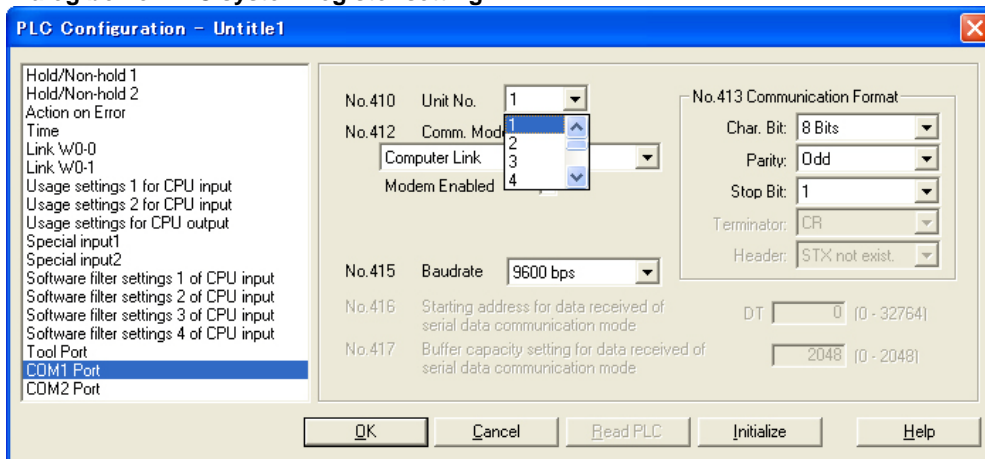 PLC Configuration - Untitle1
Hold/Non-hold 1
Hold/Non-hold 2
Action on Error
Time
Link W0-0
Link W0-1
Usage settings 1 for CPU input
Usage settings 2 for CPU input
Usage settings for CPU output
Special input1
Special input2
Software filter settings 1 of CPU input
Software filter settings 2 of CPU input
Software filter settings 3 of CPU input
Software filter settings 4 of CPU input
Tool Port
COM1 Port
COM2 Port
No.410 Unit No. 1
1
2
3
4
No.412 Comm. Mod
Computer Link
Modem Enabled
No.415 Baudrate 9600 bps
No.416 Starting address for data received of
serial data communication mode
DT 0 (0 - 32764)
No.417 Buffer capacity setting for data received of
serial data communication mode
2048 (0 - 2048)
No.413 Communication Format
Char. Bit: 8 Bits
Parity: Odd
Stop Bit: 1
Terminator: CR
Header: STX not exist.
OK Cancel Read PLC Initialize Help